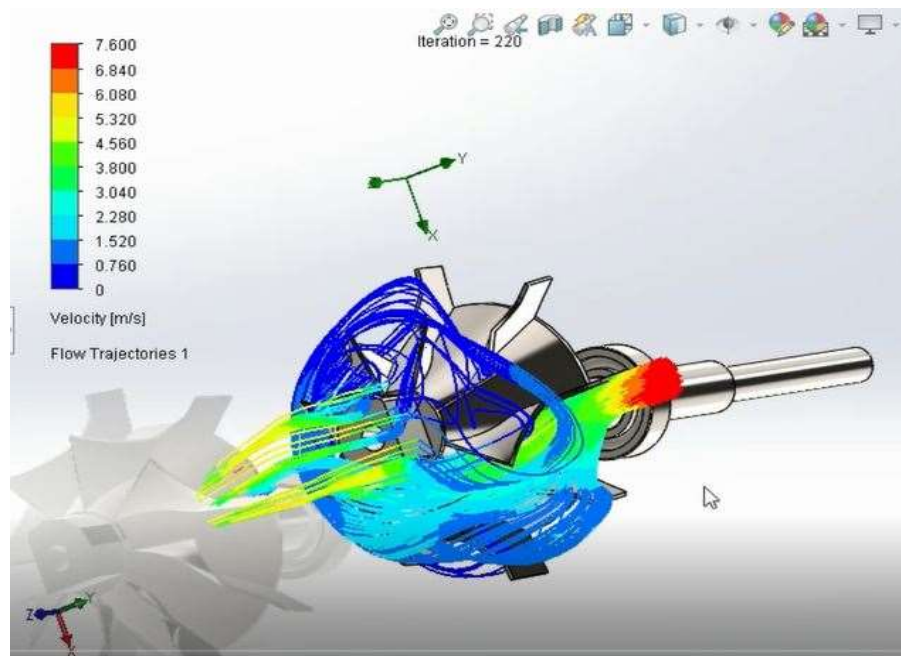 Iteration = 220
7.600
6.840
6.080
5.320
4.560
3.800
3.040
2.280
1.520
0.760
0
Velocity [m/s]
Flow Trajectories 1
Y
X
Z
Y
X